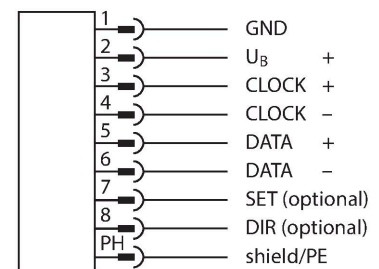 1 GND
2 U_B +
3 CLOCK +
4 CLOCK –
5 DATA +
6 DATA –
7 SET (optional)
8 DIR (optional)
PH shield/PE